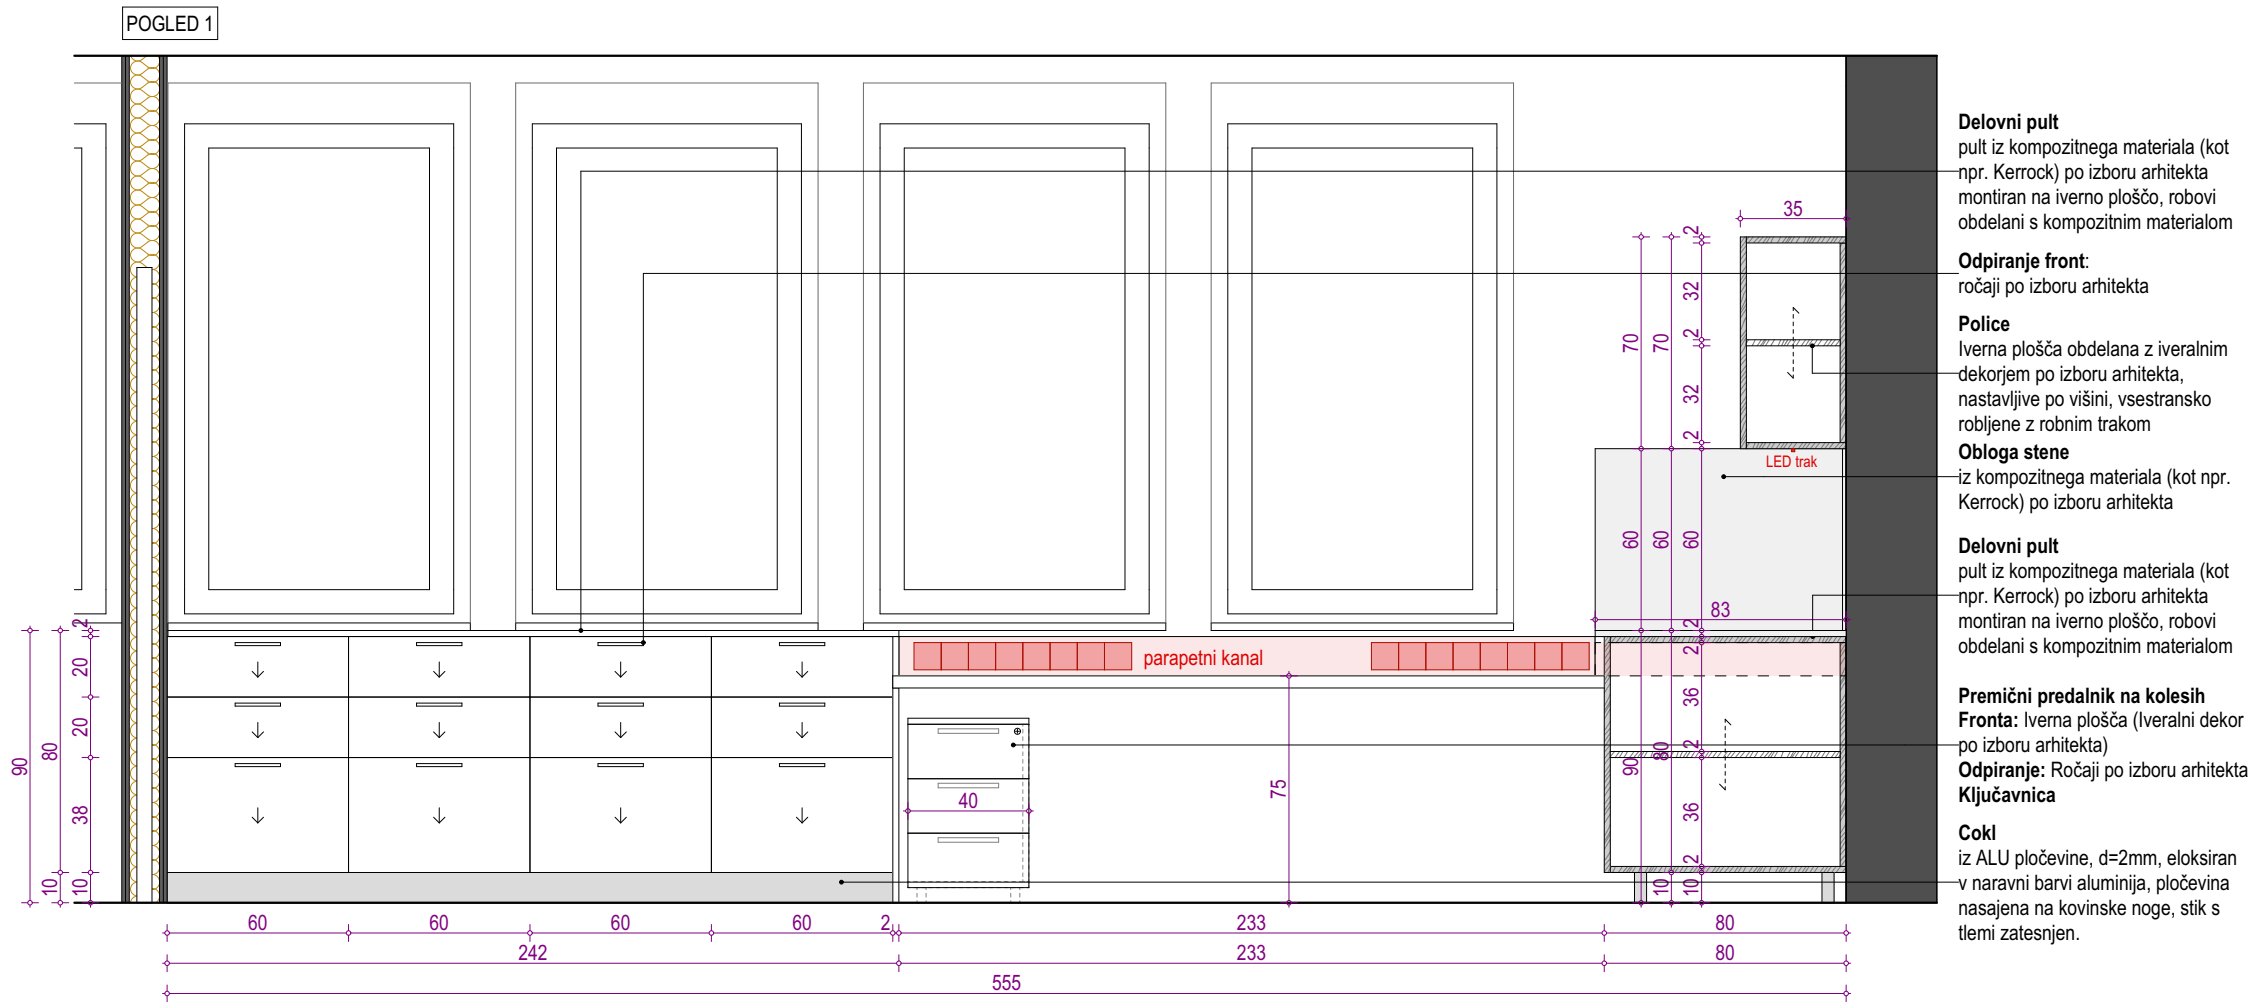 POGLED 1
Delovni pult
pult iz kompozitnega materiala (kot
npr. Kerrock) po izboru arhitekta
montiran na iverno ploščo, robovi
obdelani s kompozitnim materialom
Odpiranje front:
ročaji po izboru arhitekta
Police
Iverna plošča obdelana z iveralnim
dekorjem po izboru arhitekta,
nastavljive po višini, vsestransko
robljene z robnim trakom
Obloga stene
iz kompozitnega materiala (kot npr.
Kerrock) po izboru arhitekta
Delovni pult
pult iz kompozitnega materiala (kot
npr. Kerrock) po izboru arhitekta
montiran na iverno ploščo, robovi
obdelani s kompozitnim materialom
Premični predalnik na kolesih
Fronta: Iverna plošča (Iveralni dekor
po izboru arhitekta)
Odpiranje: Ročaji po izboru arhitekta
Ključavnica
Cokl
iz ALU pločevine, d=2mm, eloksiran
v naravni barvi aluminija, pločevina
nasajena na kovinske noge, stik s
tlemi zatesnjen.
35
2
32
2
32
2
70
70
LED trak
60
60
60
83
2
2
36
2
36
2
10
10
90
80
parapetni kanal
75
40
2
20
20
38
10
10
80
90
60
60
60
60
2
233
80
242
233
80
555